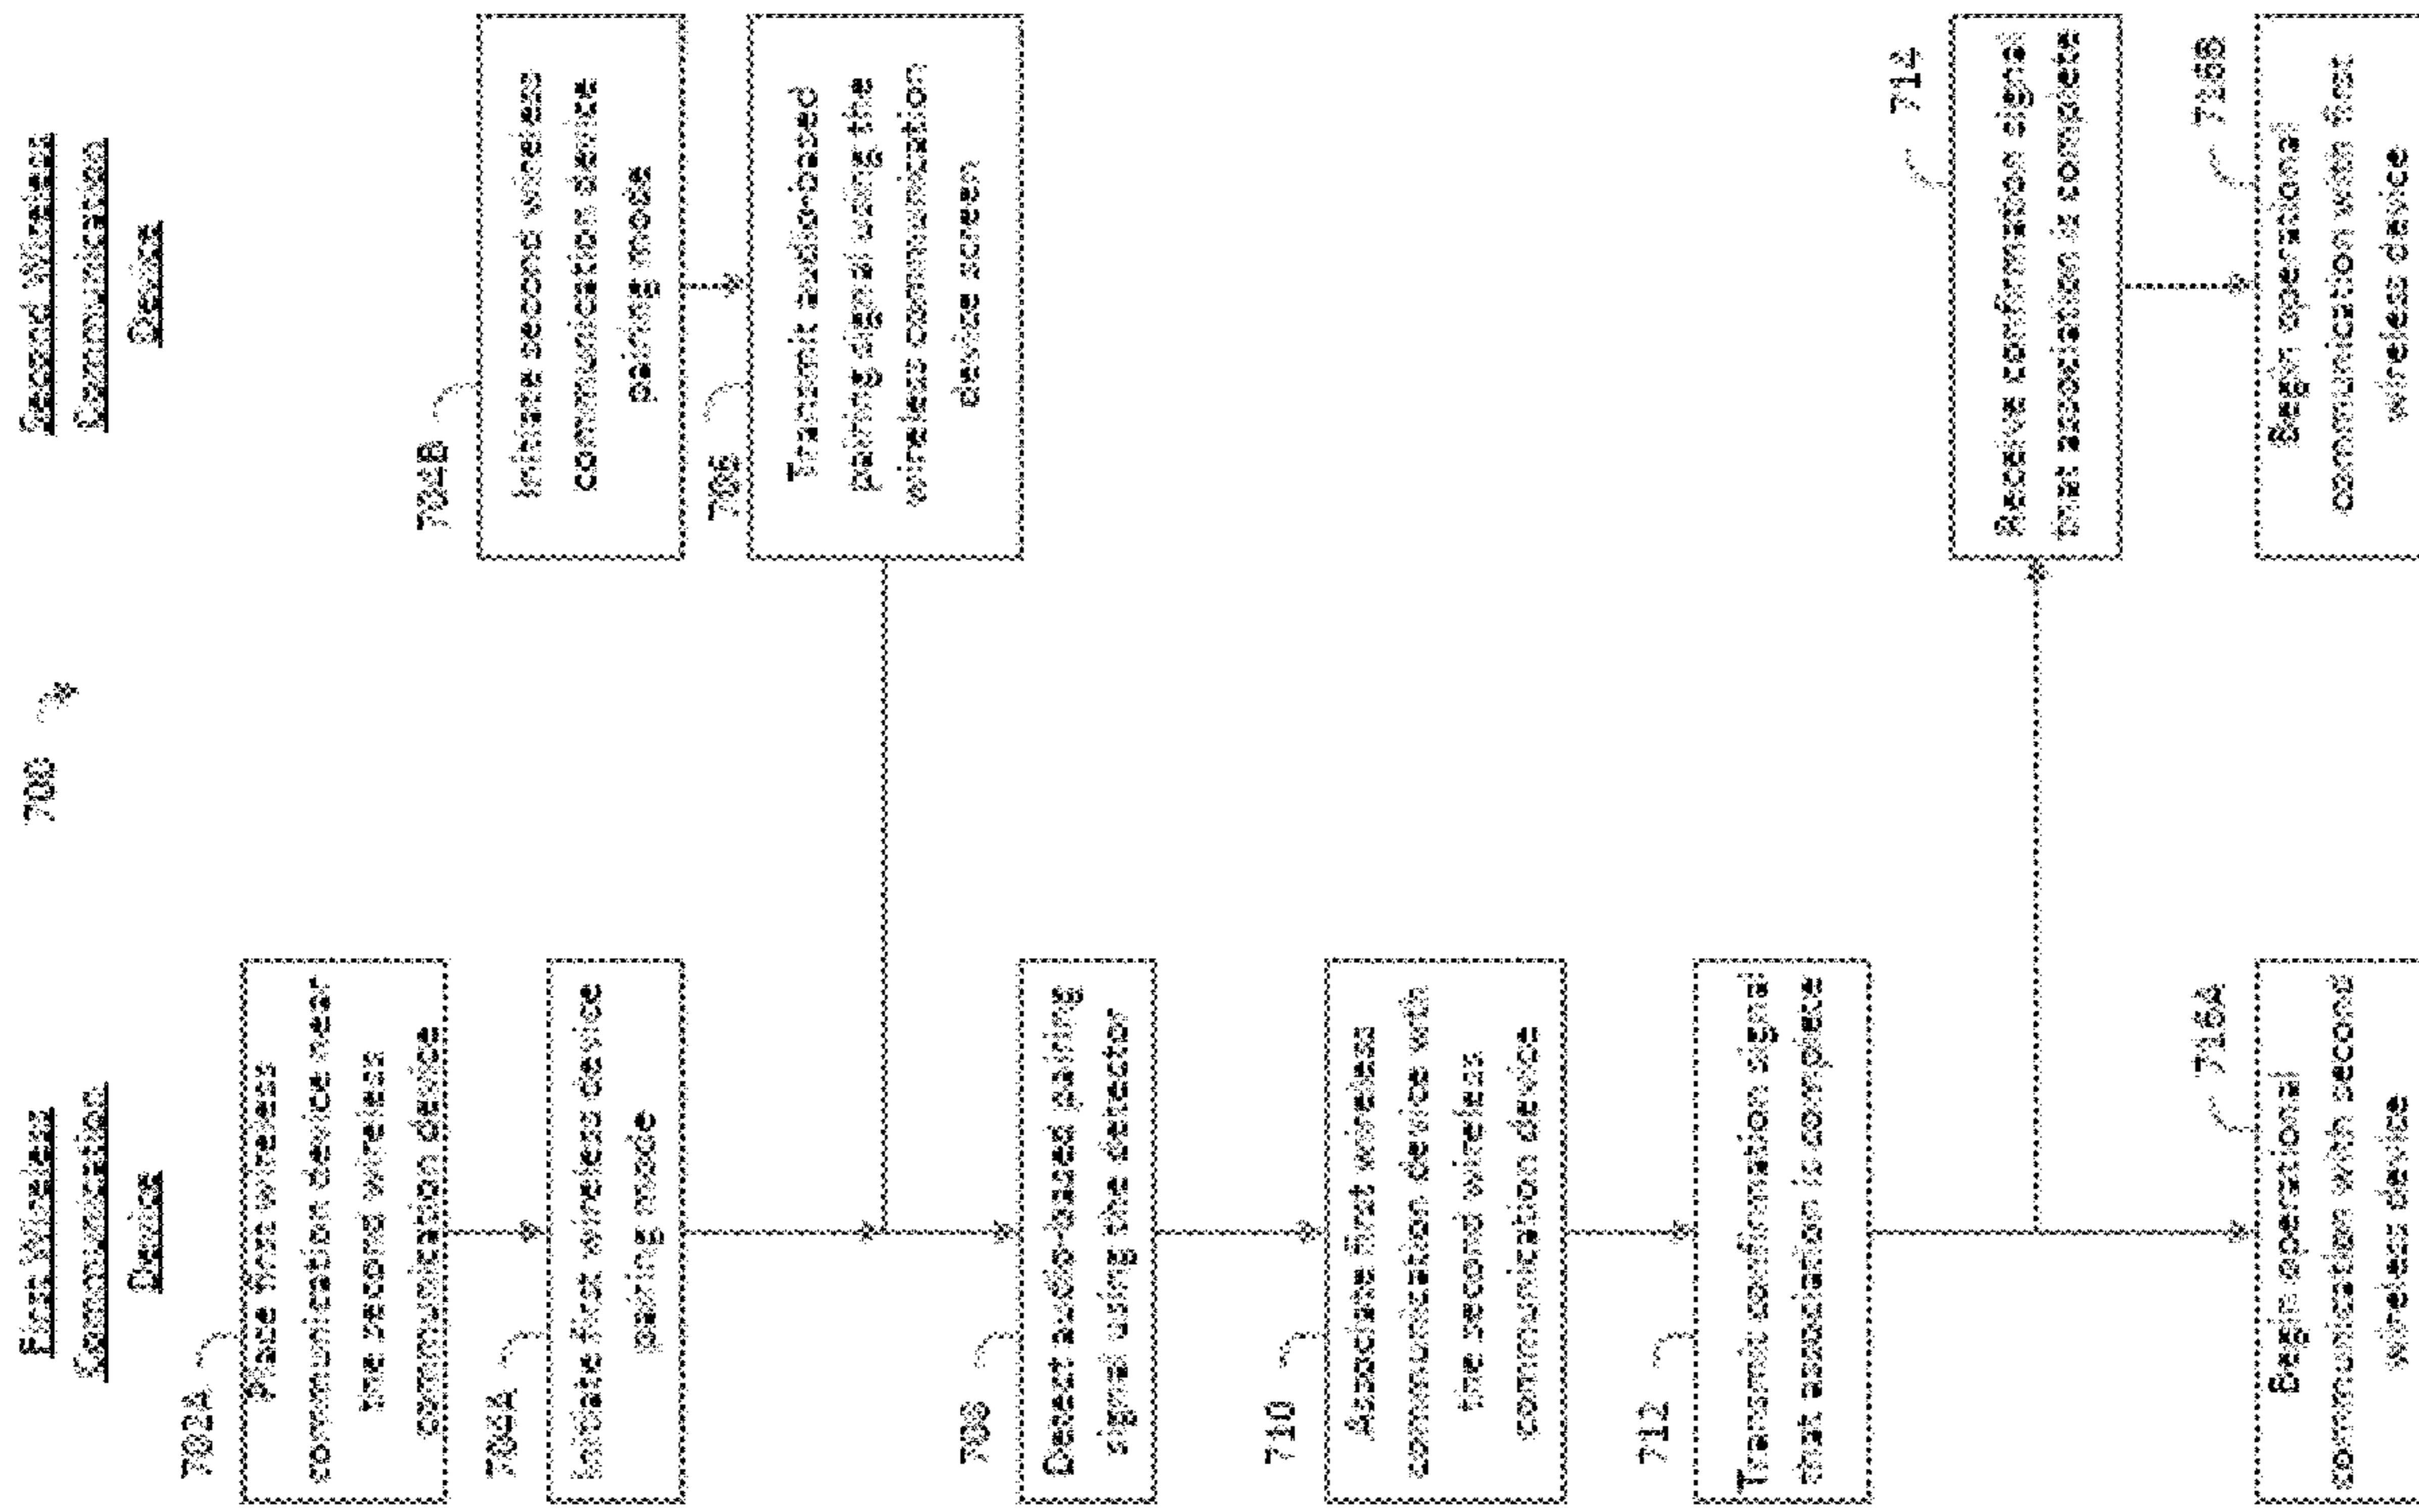 700
First Wireless
Communication
Device
Second Wireless
Communication
Device
702A
Place first wireless
communication device near
the second wireless
communication device
704A
Initiate first wireless device
pairing mode
704B
Initiate second wireless
communication device
pairing mode
706
Transmit audio-based
pairing signal using the
wireless communication
device screen
708
Detect audio-based pairing
signal using the detector
710
Associate first wireless
communication device with
the second wireless
communication device
712
Transmit confirmation signal
that association is complete
714
Receive confirmation signal
that association is complete
716A
Begin operational
communication with second
wireless device
716B
Begin operational
communication with first
wireless device